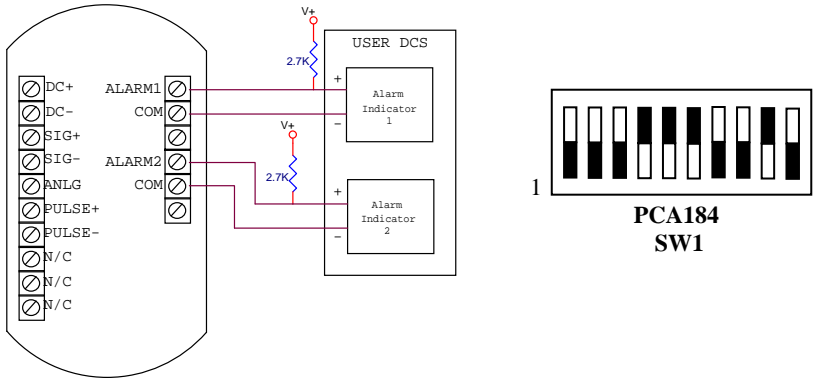 V+
USER DCS
2.7K
DC+
DC-
SIG+
SIG-
ANLG
PULSE+
PULSE-
N/C
N/C
N/C
ALARM1
COM
ALARM2
COM
+
Alarm
Indicator
1
-
V+
2.7K
+
Alarm
Indicator
2
-
1
PCA184
SW1